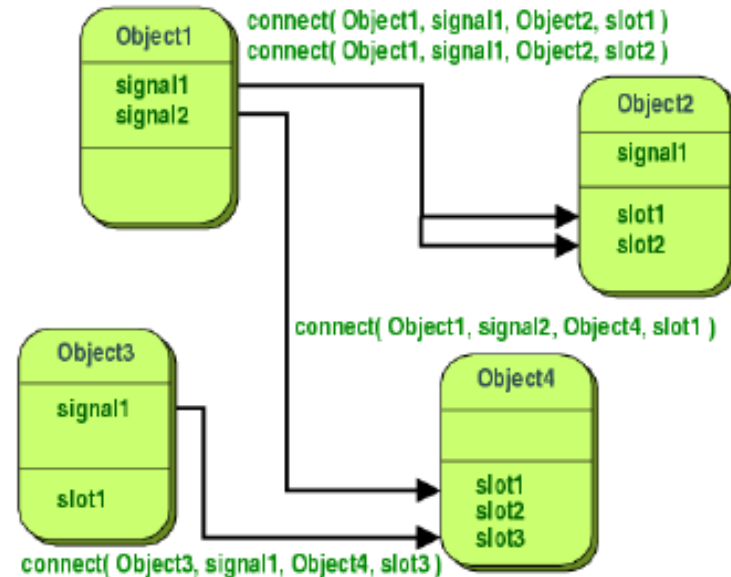 Object1
signal1
signal2
connect( Object1, signal1, Object2, slot1 )
connect( Object1, signal1, Object2, slot2 )
Object2
signal1
slot1
slot2
connect( Object1, signal2, Object4, slot1 )
Object3
signal1
slot1
Object4
slot1
slot2
slot3
connect( Object3, signal1, Object4, slot3 )